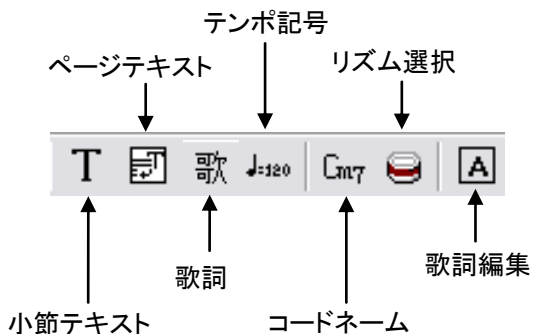 テンポ記号
ページテキスト
リズム選択
T
T
歌
♩=120
Cm7
A
歌詞
歌詞編集
小節テキスト
コードネーム